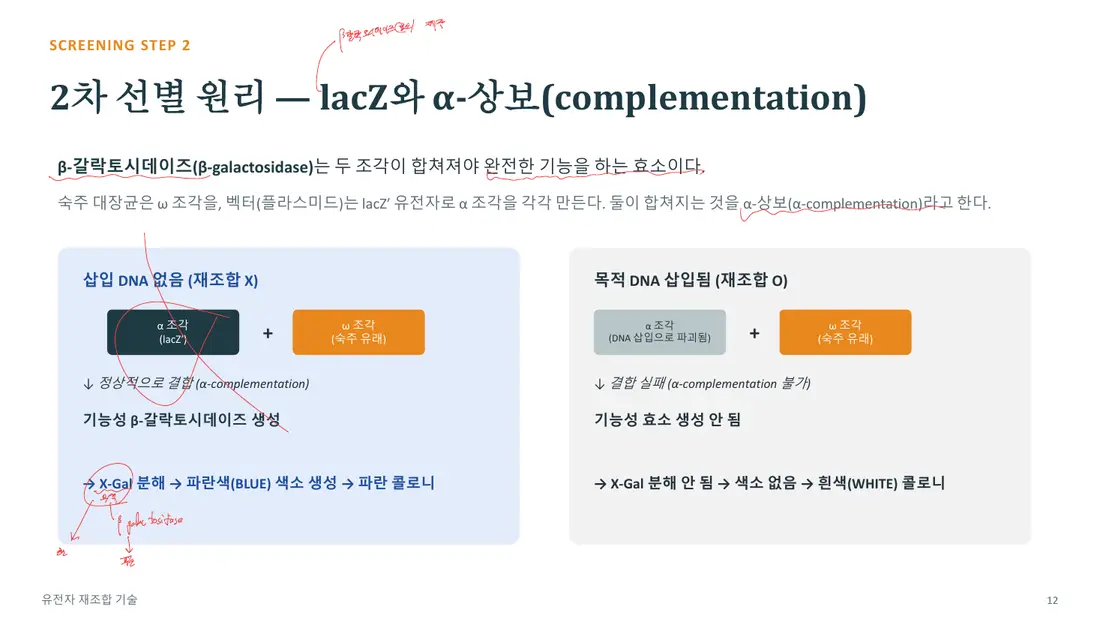 SCREENING STEP 2
2차 선별 원리 — lacZ와 α-상보(complementation)
β-갈락토시데이즈(β-galactosidase)는 두 조각이 합쳐져야 완전한 기능을 하는 효소이다.
숙주 대장균은 ω 조각을, 벡터(플라스미드)는 lacZ′ 유전자로 α 조각을 각각 만든다. 둘이 합쳐지는 것을 α-상보(α-complementation)라고 한다.
삽입 DNA 없음 (재조합 X)
α 조각
(lacZ′)
+
ω 조각
(숙주 유래)
↓ 정상적으로 결합 (α-complementation)
기능성 β-갈락토시데이즈 생성
→ X-Gal 분해 → 파란색(BLUE) 색소 생성 → 파란 콜로니
β
목적 DNA 삽입됨 (재조합 O)
α 조각
(DNA 삽입으로 파괴됨)
+
ω 조각
(숙주 유래)
↓ 결합 실패 (α-complementation 불가)
기능성 효소 생성 안 됨
→ X-Gal 분해 안 됨 → 색소 없음 → 흰색(WHITE) 콜로니
유전자 재조합 기술
12